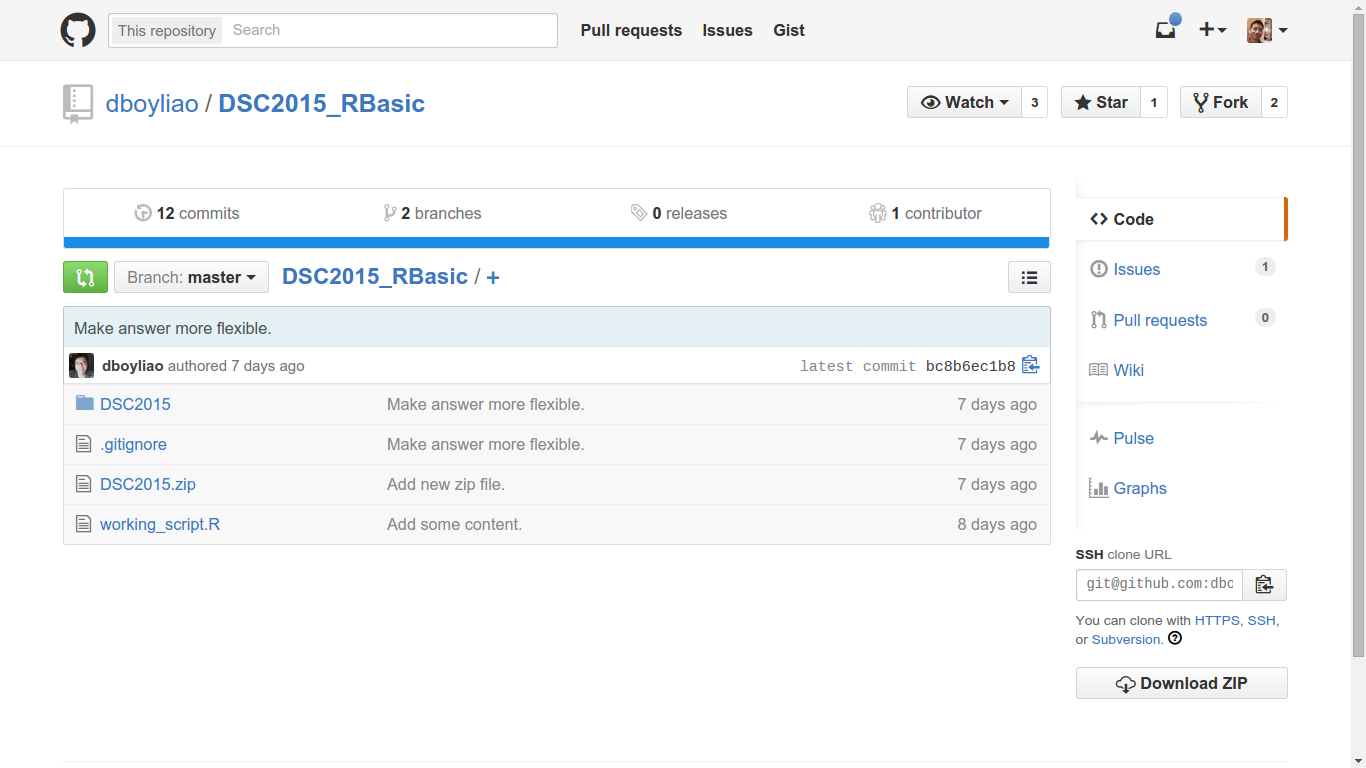 This repository Search Pull requests Issues Gist
dboyliao / DSC2015_RBasic
Watch 3 Star 1 Fork 2
12 commits 2 branches 0 releases 1 contributor
Branch: master DSC2015_RBasic / +
Make answer more flexible.
dboyliao authored 7 days ago latest commit bc8b6ec1b8
DSC2015 Make answer more flexible. 7 days ago
.gitignore Make answer more flexible. 7 days ago
DSC2015.zip Add new zip file. 7 days ago
working_script.R Add some content. 8 days ago
Code
Issues 1
Pull requests 0
Wiki
Pulse
Graphs
SSH clone URL
git@github.com:dbo
You can clone with HTTPS, SSH,
or Subversion.
Download ZIP